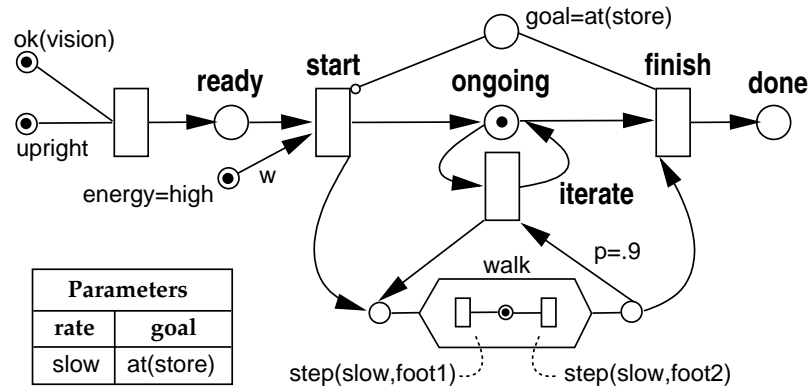 goal=at(store)
ok(vision)
ready
start
ongoing
finish
done
upright
energy=high
w
iterate
p=.9
walk
Parameters
rate goal
slow at(store)
step(slow,foot1)
step(slow,foot2)